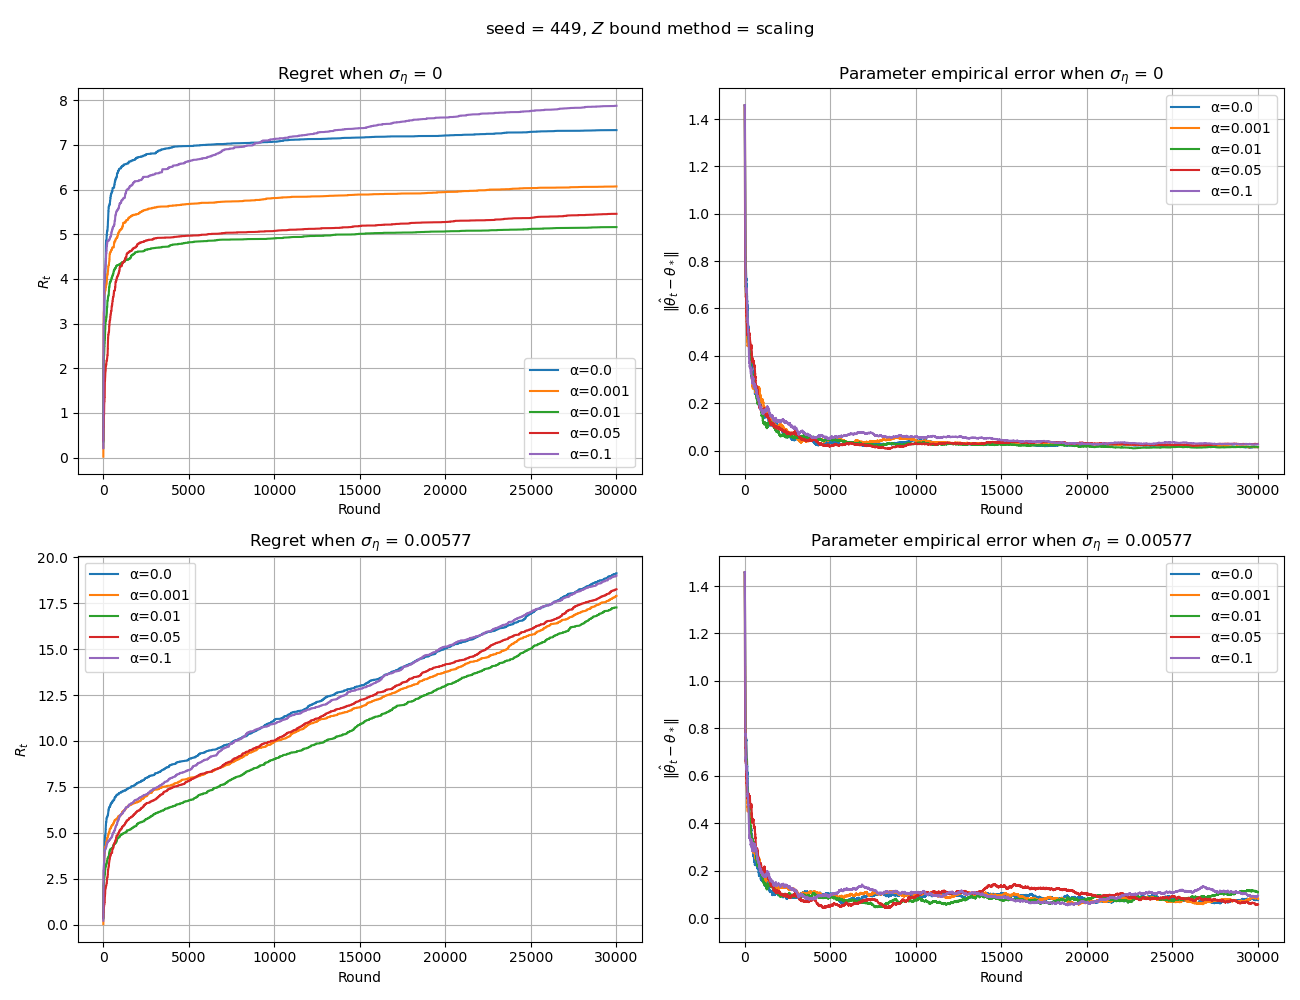 seed = 449, Z bound method = scaling
Regret when σ_η = 0
8
7
6
5
4
3
2
1
0
R_t
0 5000 10000 15000 20000 25000 30000
Round
α=0.0
α=0.001
α=0.01
α=0.05
α=0.1
Parameter empirical error when σ_η = 0
1.4
1.2
1.0
0.8
0.6
0.4
0.2
0.0
‖θ̂_t − θ_*‖
0 5000 10000 15000 20000 25000 30000
Round
α=0.0
α=0.001
α=0.01
α=0.05
α=0.1
Regret when σ_η = 0.00577
20.0
17.5
15.0
12.5
10.0
7.5
5.0
2.5
0.0
R_t
0 5000 10000 15000 20000 25000 30000
Round
α=0.0
α=0.001
α=0.01
α=0.05
α=0.1
Parameter empirical error when σ_η = 0.00577
1.4
1.2
1.0
0.8
0.6
0.4
0.2
0.0
‖θ̂_t − θ_*‖
0 5000 10000 15000 20000 25000 30000
Round
α=0.0
α=0.001
α=0.01
α=0.05
α=0.1